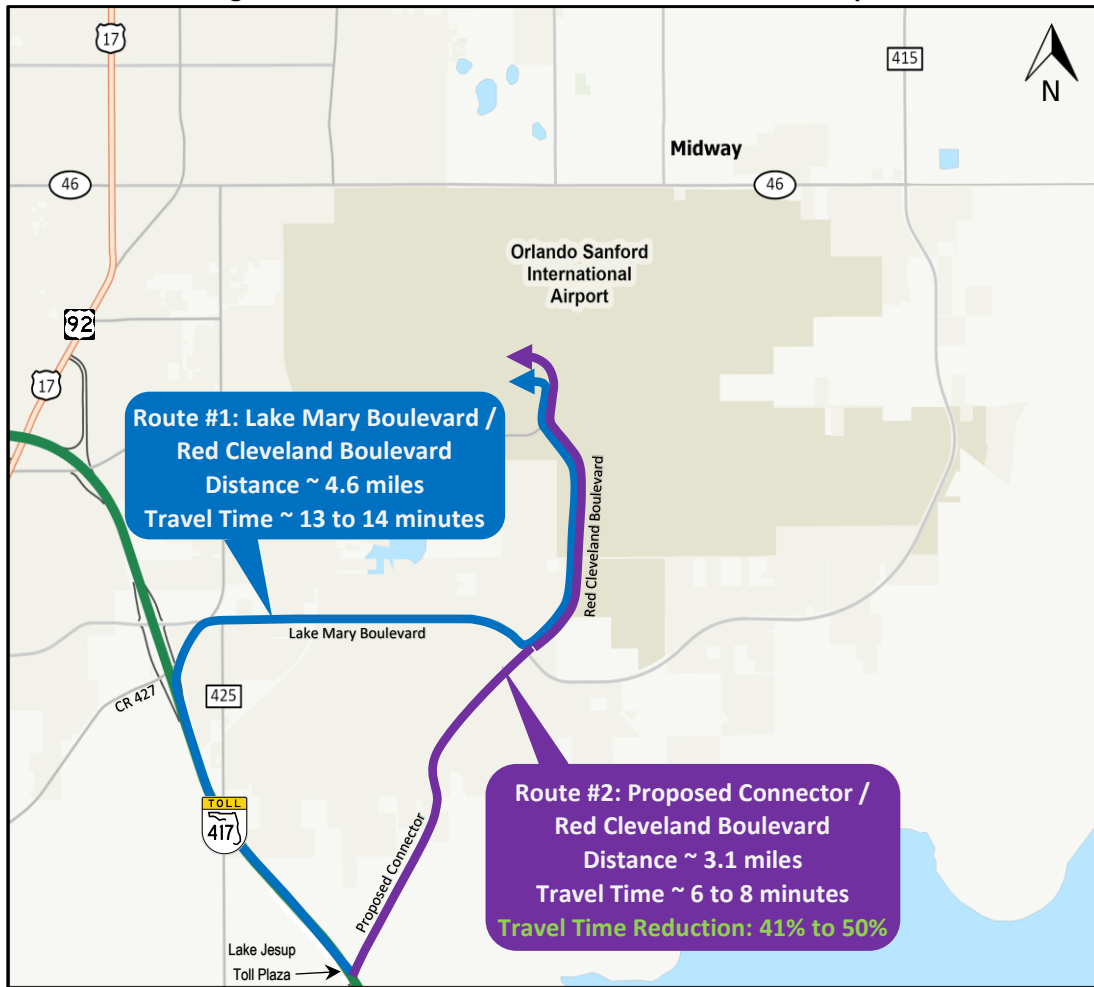 17
415
N
Midway
46
46
Orlando Sanford
International
Airport
92
17
Route #1: Lake Mary Boulevard /
Red Cleveland Boulevard
Distance ~ 4.6 miles
Travel Time ~ 13 to 14 minutes
Red Cleveland Boulevard
Lake Mary Boulevard
CR 427
425
TOLL
417
Proposed Connector
Route #2: Proposed Connector /
Red Cleveland Boulevard
Distance ~ 3.1 miles
Travel Time ~ 6 to 8 minutes
Travel Time Reduction: 41% to 50%
Lake Jesup
Toll Plaza